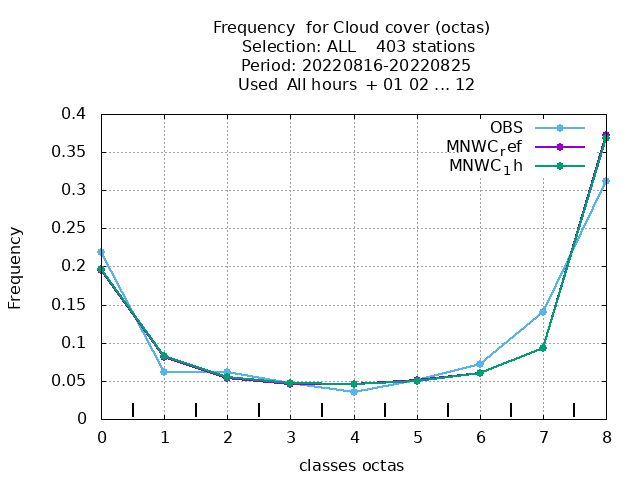 Frequency  for Cloud cover (octas)
Selection: ALL    403 stations
Period: 20220816-20220825
Used  All hours  + 01 02 ... 12
0.4
0.35
0.3
0.25
0.2
0.15
0.1
0.05
0
Frequency
OBS
MNWC_ref
MNWC_1h
0 1 2 3 4 5 6 7 8
classes octas